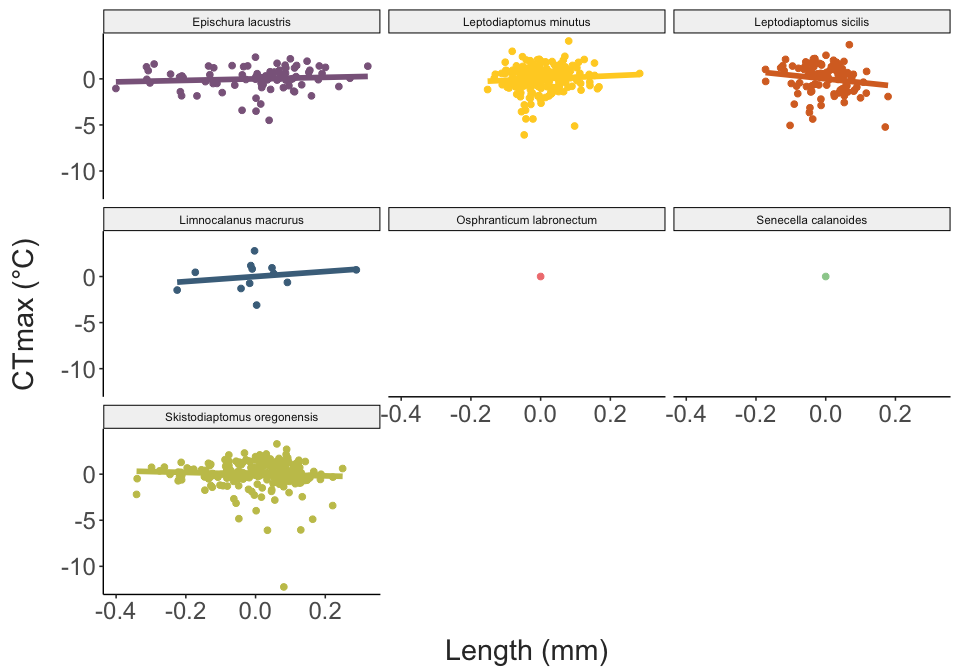 Epischura lacustris
Leptodiaptomus minutus
Leptodiaptomus sicilis
0
-5
-10
Limnocalanus macrurus
Osphranticum labronectum
Senecella calanoides
0
-5
-10
-0.4 -0.2 0.0 0.2
-0.4 -0.2 0.0 0.2
Skistodiaptomus oregonensis
0
-5
-10
-0.4 -0.2 0.0 0.2
CTmax (°C)
Length (mm)